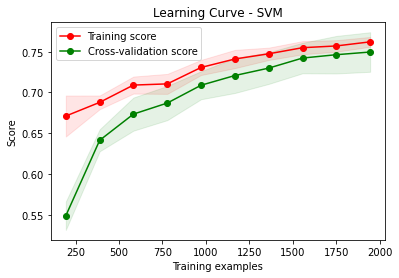 Learning Curve - SVM
Training score
Cross-validation score
Score
0.75
0.70
0.65
0.60
0.55
250 500 750 1000 1250 1500 1750 2000
Training examples